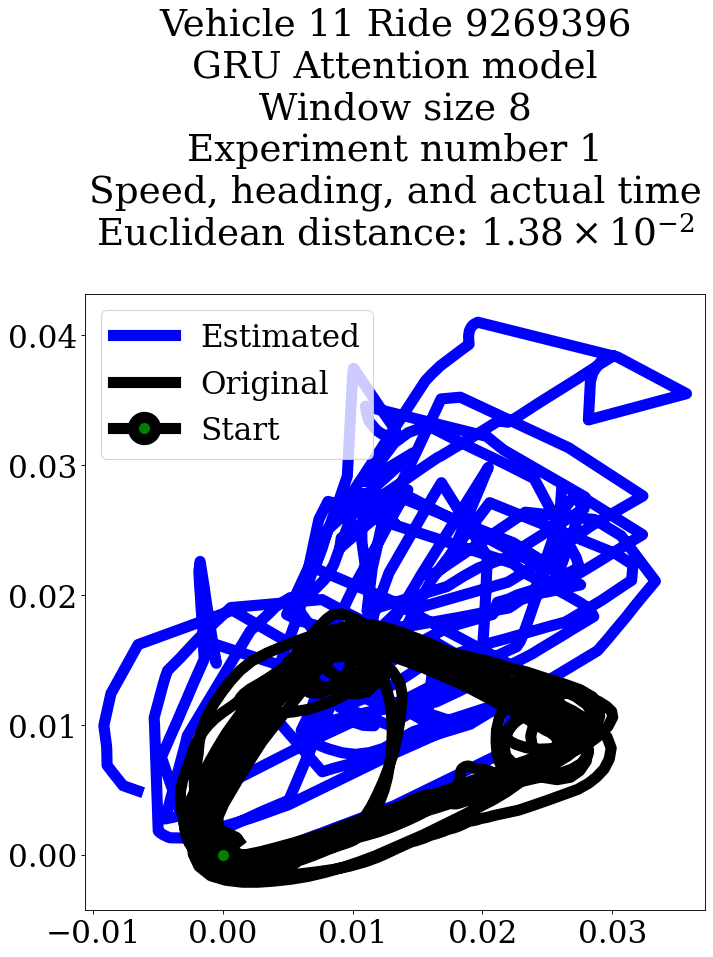 Vehicle 11 Ride 9269396
GRU Attention model
Window size 8
Experiment number 1
Speed, heading, and actual time
Euclidean distance: 1.38 × 10⁻²
Estimated
Original
Start
0.04
0.03
0.02
0.01
0.00
−0.01 0.00 0.01 0.02 0.03